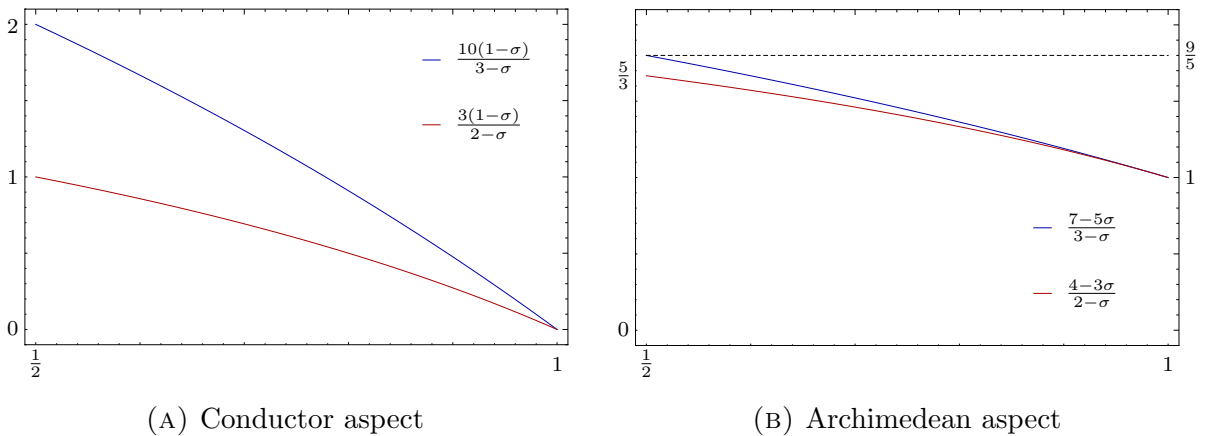 2
1
0
1/2
1
10(1−σ)/3−σ
3(1−σ)/2−σ
(A) Conductor aspect
5/3
0
9/5
1
1/2
1
7−5σ/3−σ
4−3σ/2−σ
(B) Archimedean aspect